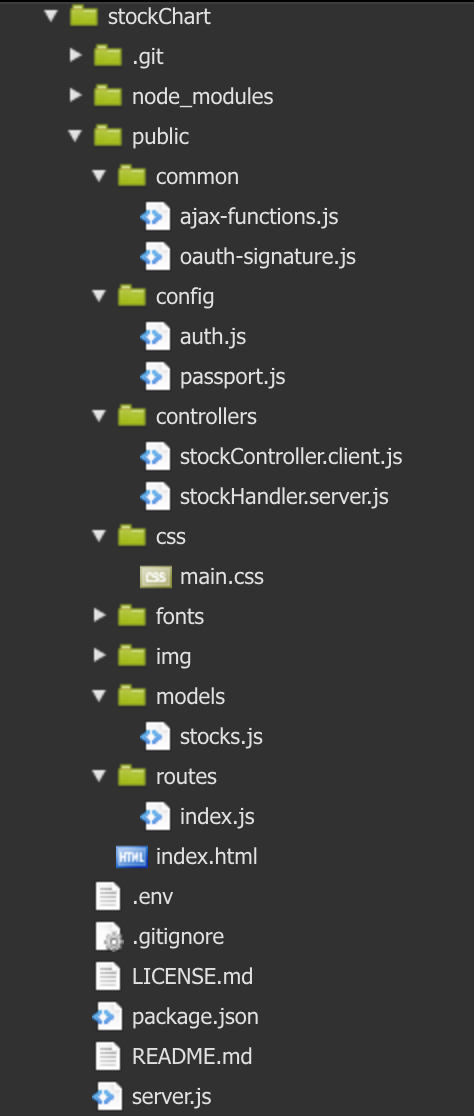 stockChart
.git
node_modules
public
common
ajax-functions.js
oauth-signature.js
config
auth.js
passport.js
controllers
stockController.client.js
stockHandler.server.js
css
CSS main.css
fonts
img
models
stocks.js
routes
index.js
HTML index.html
.env
.gitignore
LICENSE.md
package.json
README.md
server.js